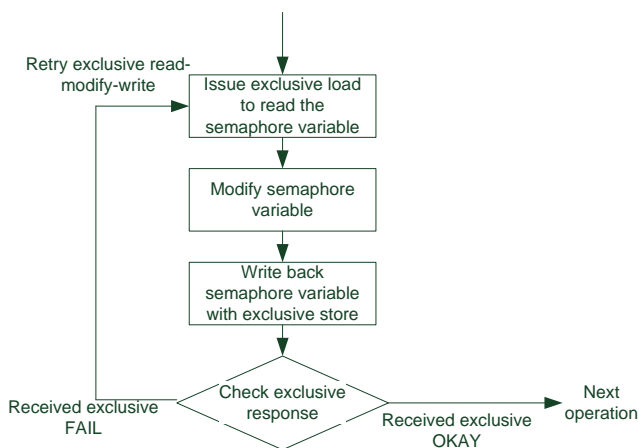 Retry exclusive read-
modify-write
Issue exclusive load
to read the
semaphore variable
Modify semaphore
variable
Write back
semaphore variable
with exclusive store
Check exclusive
response
Received exclusive
FAIL
Received exclusive
OKAY
Next
operation